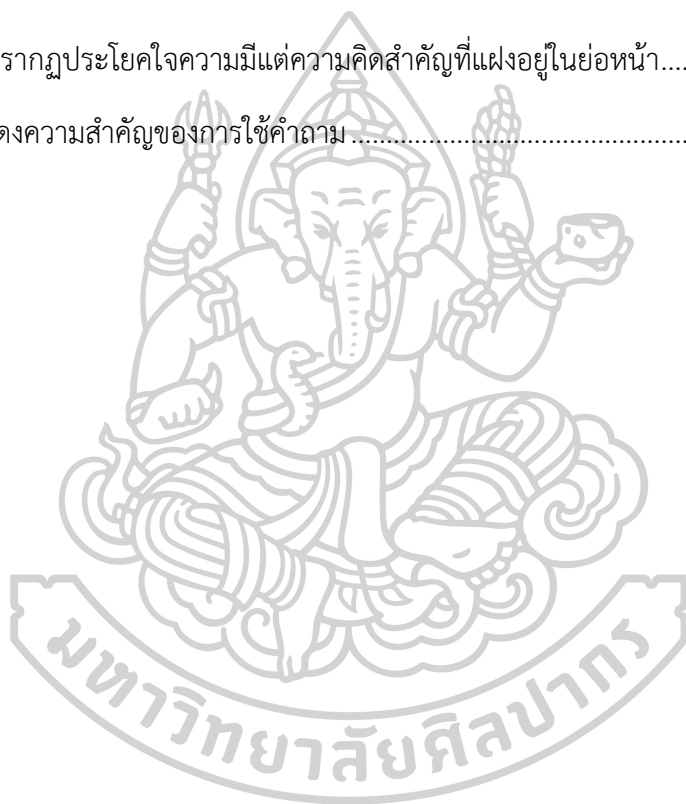 รากฏประโยคใจความมีแต่ความคิดสำคัญที่แฝงอยู่ในย่อหน้า....
ดงความสำคัญของการใช้คำถาม................................................
มหาวิทยาลัยศิลปากร